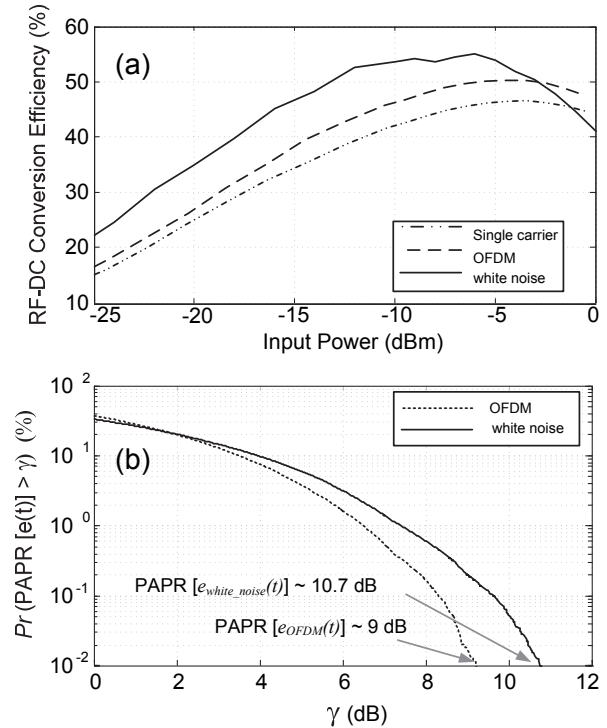 60
50
40
30
20
10
-25
-20
-15
-10
-5
0
RF-DC Conversion Efficiency (%)
Input Power (dBm)
(a)
Single carrier
OFDM
white noise
10 2
10 1
10 0
10 -1
10 -2
0
2
4
6
8
10
12
Pr (PAPR [e(t)] > γ) (%)
γ (dB)
(b)
OFDM
white noise
PAPR [e white_noise(t)] ~ 10.7 dB
PAPR [e OFDM(t)] ~ 9 dB